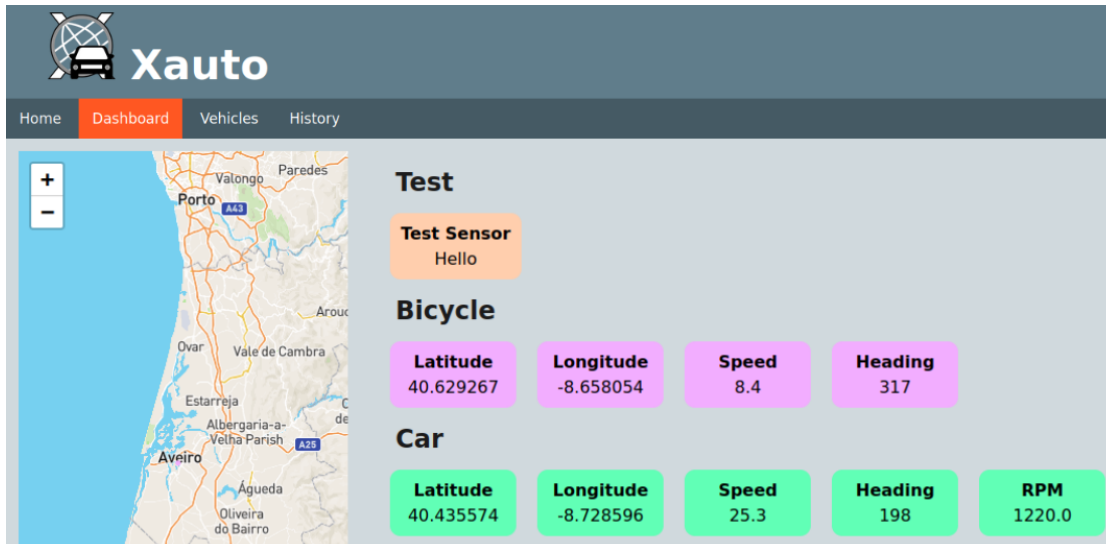 Xauto
Home Dashboard Vehicles History
+
−
Valongo
Paredes
Porto
A43
Arouc
Ovar
Vale de Cambra
Estarreja
Albergaria-a-
Velha Parish
A25
C
de
Aveiro
Águeda
Oliveira
do Bairro
Test
Test Sensor
Hello
Bicycle
Latitude Longitude Speed Heading
40.629267 -8.658054 8.4 317
Car
Latitude Longitude Speed Heading RPM
40.435574 -8.728596 25.3 198 1220.0